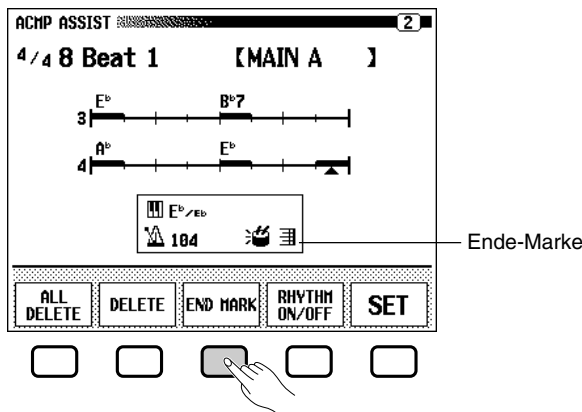 ACMP ASSIST 2
4/4 8 Beat 1 【MAIN A 】
E♭ B♭7
3
A♭ E♭
4
E♭/E♭
104
Ende-Marke
ALL DELETE DELETE END MARK RHYTHM ON/OFF SET